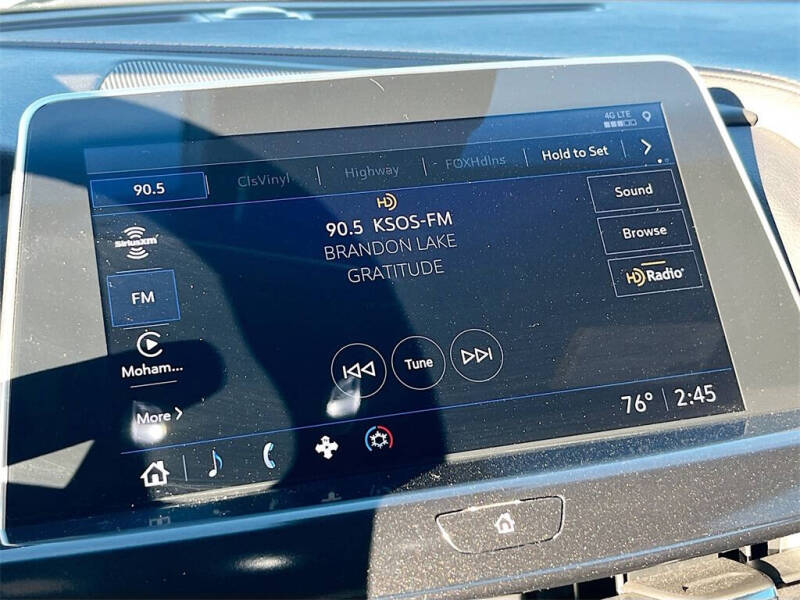 4G LTE
90.5
ClsVinyl
Highway
FOXHdlns
Hold to Set
HD
90.5 KSOS-FM
BRANDON LAKE
GRATITUDE
Sound
Browse
HD Radio
SiriusXM
FM
Moham...
Tune
More
76° 2:45